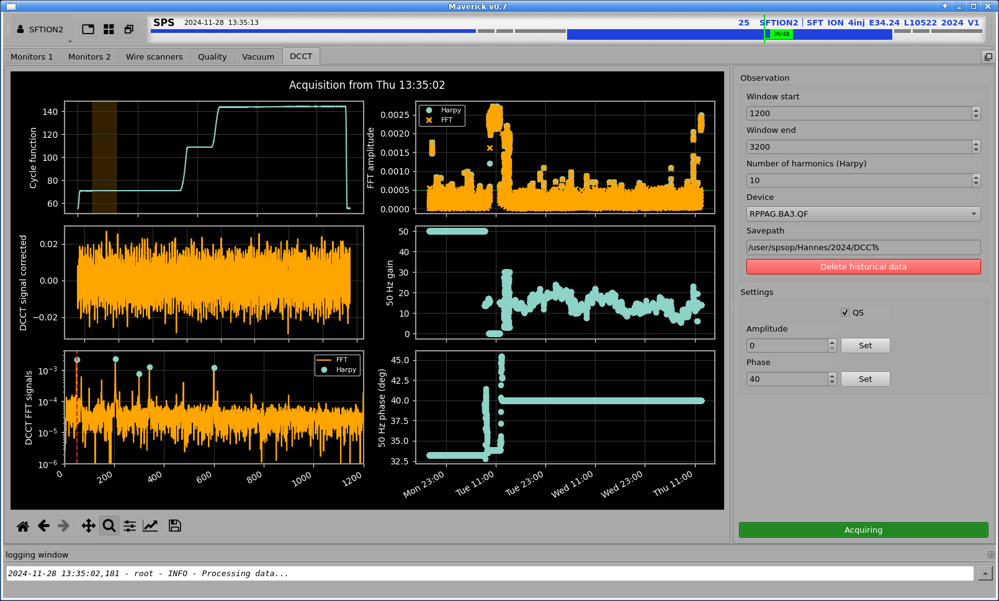 Maverick v0.7
SFTION2
SPS 2024-11-28 13:35:13
25 SFTION2 | SFT ION 4inj E34.24 L10522 2024 V1
36/48
Monitors 1 Monitors 2 Wire scanners Quality Vacuum DCCT
Acquisition from Thu 13:35:02
Cycle function
140
120
100
80
60
FFT amplitude
0.0025
0.0020
0.0015
0.0010
0.0005
0.0000
Harpy
FFT
DCCT signal corrected
0.02
0.00
−0.02
50 Hz gain
50
40
30
20
10
0
DCCT FFT signals
10⁻³
10⁻⁴
10⁻⁵
10⁻⁶
FFT
Harpy
0 200 400 600 800 1000 1200
50 Hz phase (deg)
45.0
42.5
40.0
37.5
35.0
32.5
Mon 23:00 Tue 11:00 Tue 23:00 Wed 11:00 Wed 23:00 Thu 11:00
Observation
Window start
1200
Window end
3200
Number of harmonics (Harpy)
10
Device
RPPAG.BA3.QF
Savepath
/user/spsop/Hannes/2024/DCCTs
Delete historical data
Settings
QS
Amplitude
0 Set
Phase
40 Set
Acquiring
logging window
2024-11-28 13:35:02,181 - root - INFO - Processing data...